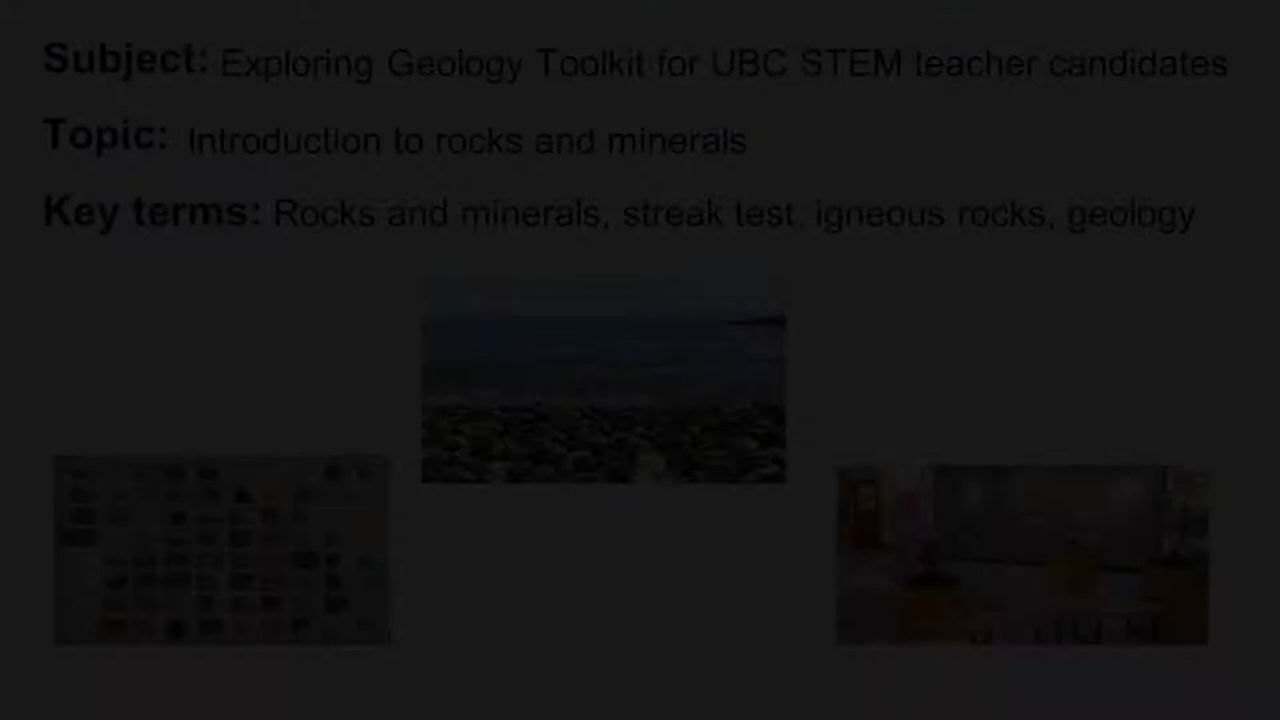 Subject: Exploring Geology Toolkit for UBC STEM teacher candidates
Topic: Introduction to rocks and minerals
Key terms: Rocks and minerals, streak test, igneous rocks, geology